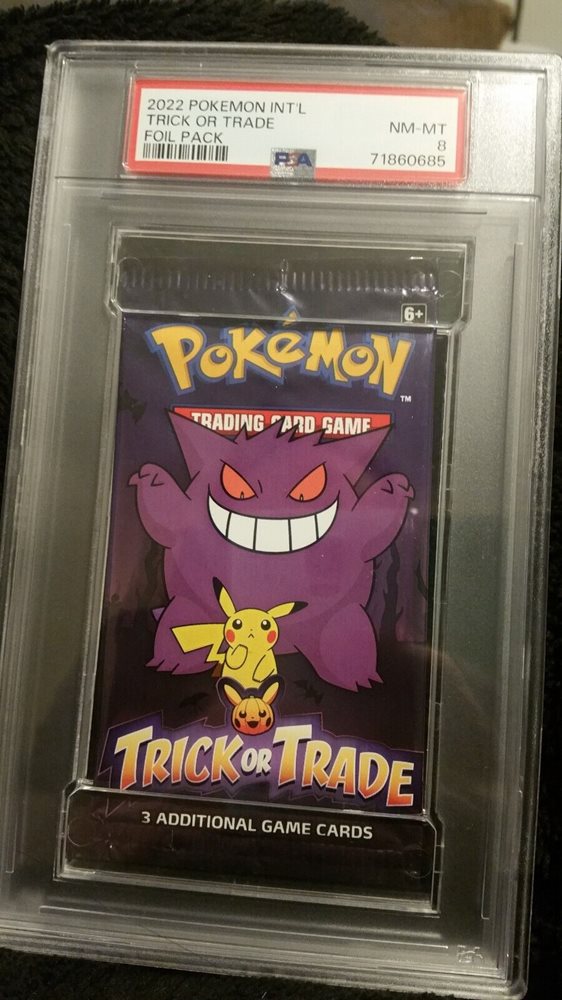 2022 POKEMON INT'L
TRICK OR TRADE
FOIL PACK
NM-MT
8
71860685
PSA
6+
POKéMON
TM
TRADING CARD GAME
TRICK OR TRADE
3 ADDITIONAL GAME CARDS